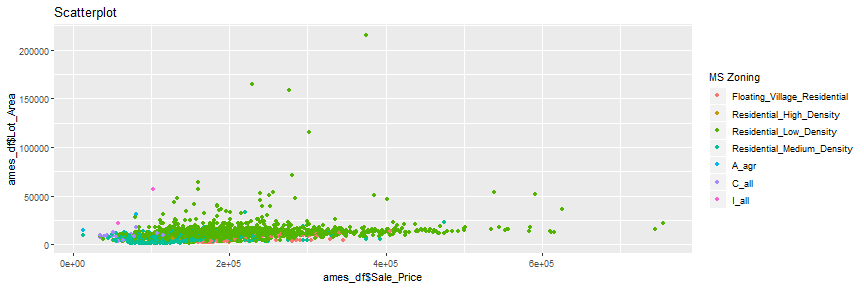 Scatterplot
200000
150000
100000
50000
0
ames_df$Lot_Area
0e+00
2e+05
4e+05
6e+05
ames_df$Sale_Price
MS Zoning
Floating_Village_Residential
Residential_High_Density
Residential_Low_Density
Residential_Medium_Density
A_agr
C_all
I_all